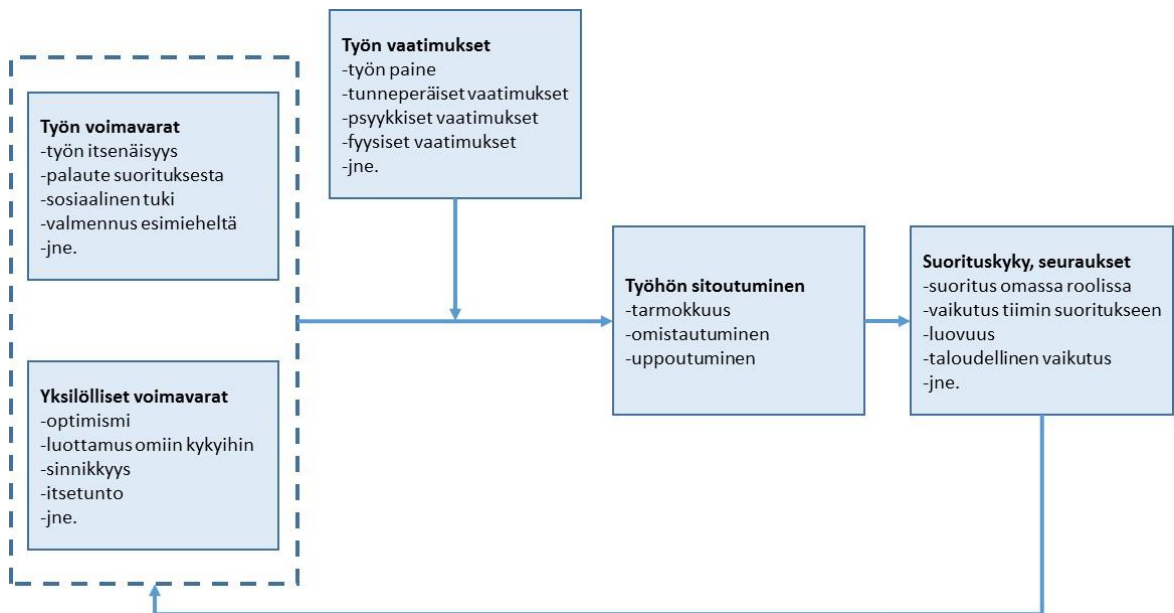 Työn vaatimukset
-työn paine
-tunneperäiset vaatimukset
-psyykkiset vaatimukset
-fyysiset vaatimukset
-jne.
Työn voimavarat
-työn itsenäisyys
-palaute suorituksesta
-sosiaalinen tuki
-valmennus esimieheltä
-jne.
Yksilölliset voimavarat
-optimismi
-luottamus omiin kykyihin
-sinnikkyys
-itsetunto
-jne.
Työhön sitoutuminen
-tarmokkuus
-omistautuminen
-uppoutuminen
Suorituskyky, seuraukset
-suoritus omassa roolissa
-vaikutus tiimin suoritukseen
-luovuus
-taloudellinen vaikutus
-jne.